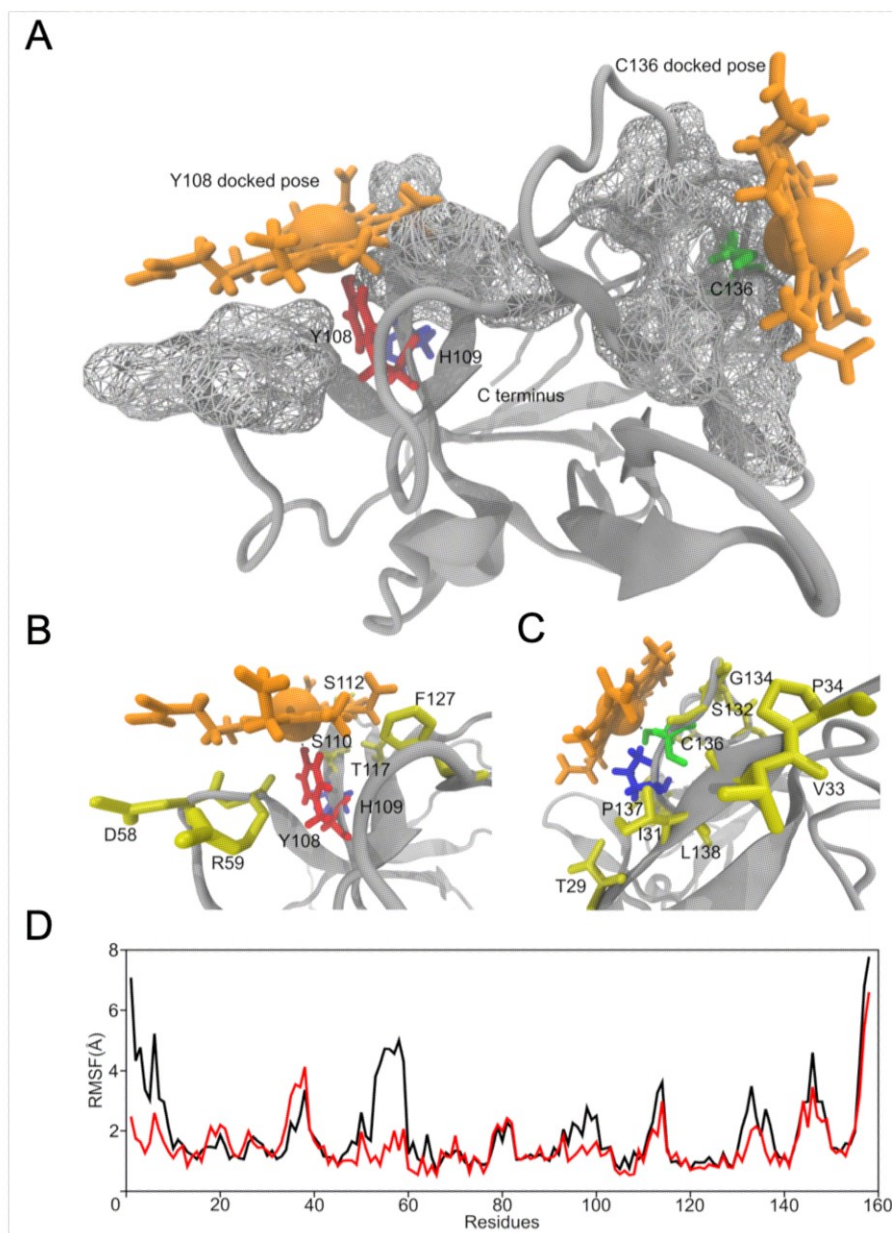 A
C136 docked pose
Y108 docked pose
C136
Y108
H109
C terminus
B
S112
F127
S110
T117
D58
H109
Y108
R59
C
G134
P34
S132
C136
V33
P137
I31
L138
T29
D
8
6
4
2
RMSF(Å)
0 20 40 60 80 100 120 140 160
Residues